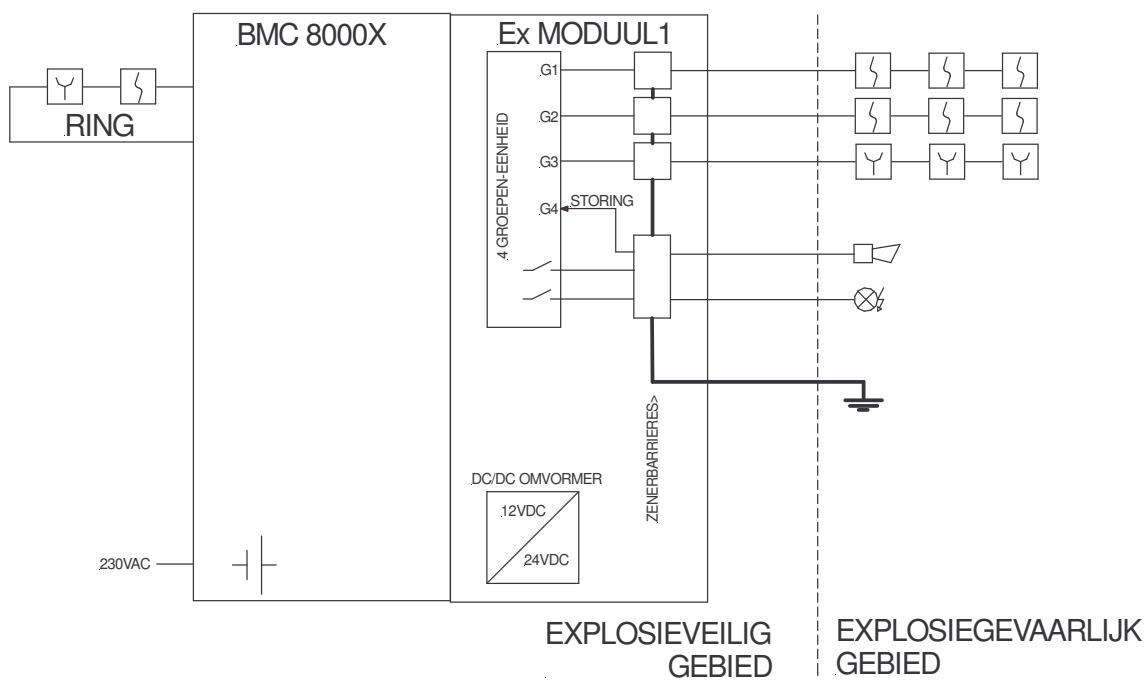 BMC 8000X
Ex MODUUL1
RING
4 GROEPEN-EENHEID
G1
G2
G3
G4
STORING
ZENERBARRIERES>
DC/DC OMVORMER
12VDC
24VDC
230VAC
EXPLOSIEVEILIG
GEBIED
EXPLOSIEGEVAARLIJK
GEBIED